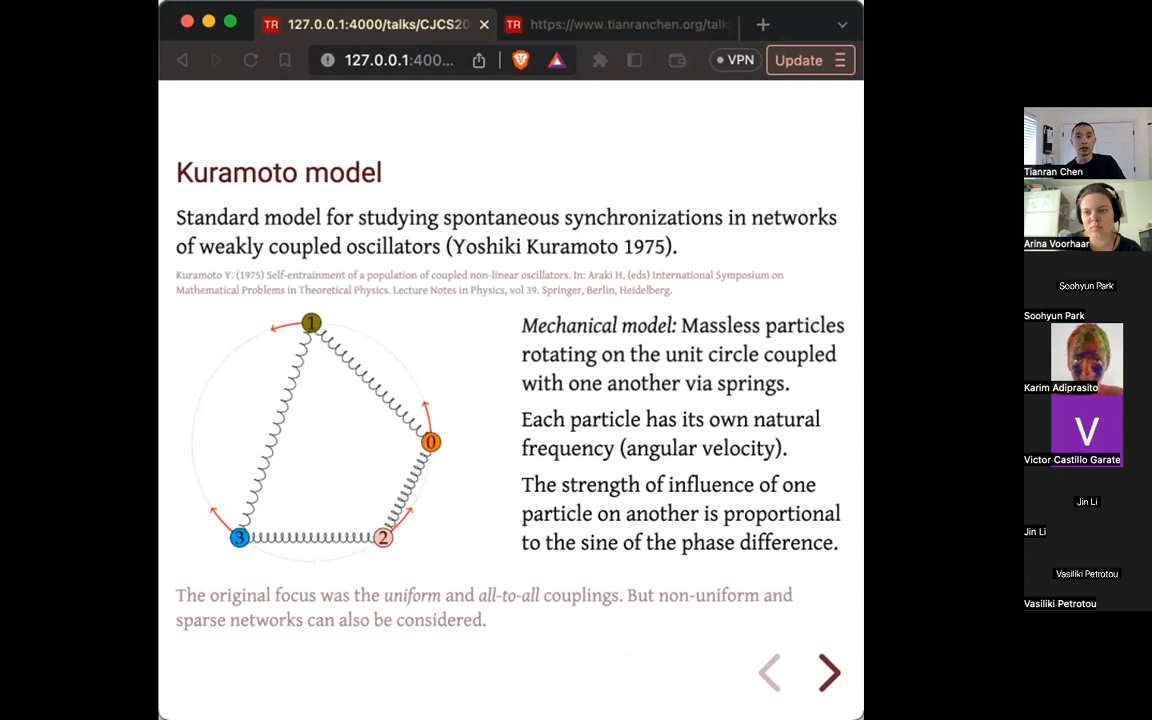 TR 127.0.0.1:4000/talks/CJCS20 × TR https://www.tianranchen.org/talk +
127.0.0.1:400... VPN Update
Kuramoto model
Standard model for studying spontaneous synchronizations in networks
of weakly coupled oscillators (Yoshiki Kuramoto 1975).
Kuramoto Y. (1975) Self-entrainment of a population of coupled non-linear oscillators. In: Araki H. (eds) International Symposium on
Mathematical Problems in Theoretical Physics. Lecture Notes in Physics, vol 39. Springer, Berlin, Heidelberg.
1
0
3
2
Mechanical model: Massless particles
rotating on the unit circle coupled
with one another via springs.
Each particle has its own natural
frequency (angular velocity).
The strength of influence of one
particle on another is proportional
to the sine of the phase difference.
The original focus was the uniform and all-to-all couplings. But non-uniform and
sparse networks can also be considered.
Tianran Chen
Arina Voorhaar
Soohyun Park
Soohyun Park
Karim Adiprasito
V
Victor Castillo Garate
Jin Li
Jin Li
Vasiliki Petrotou
Vasiliki Petrotou